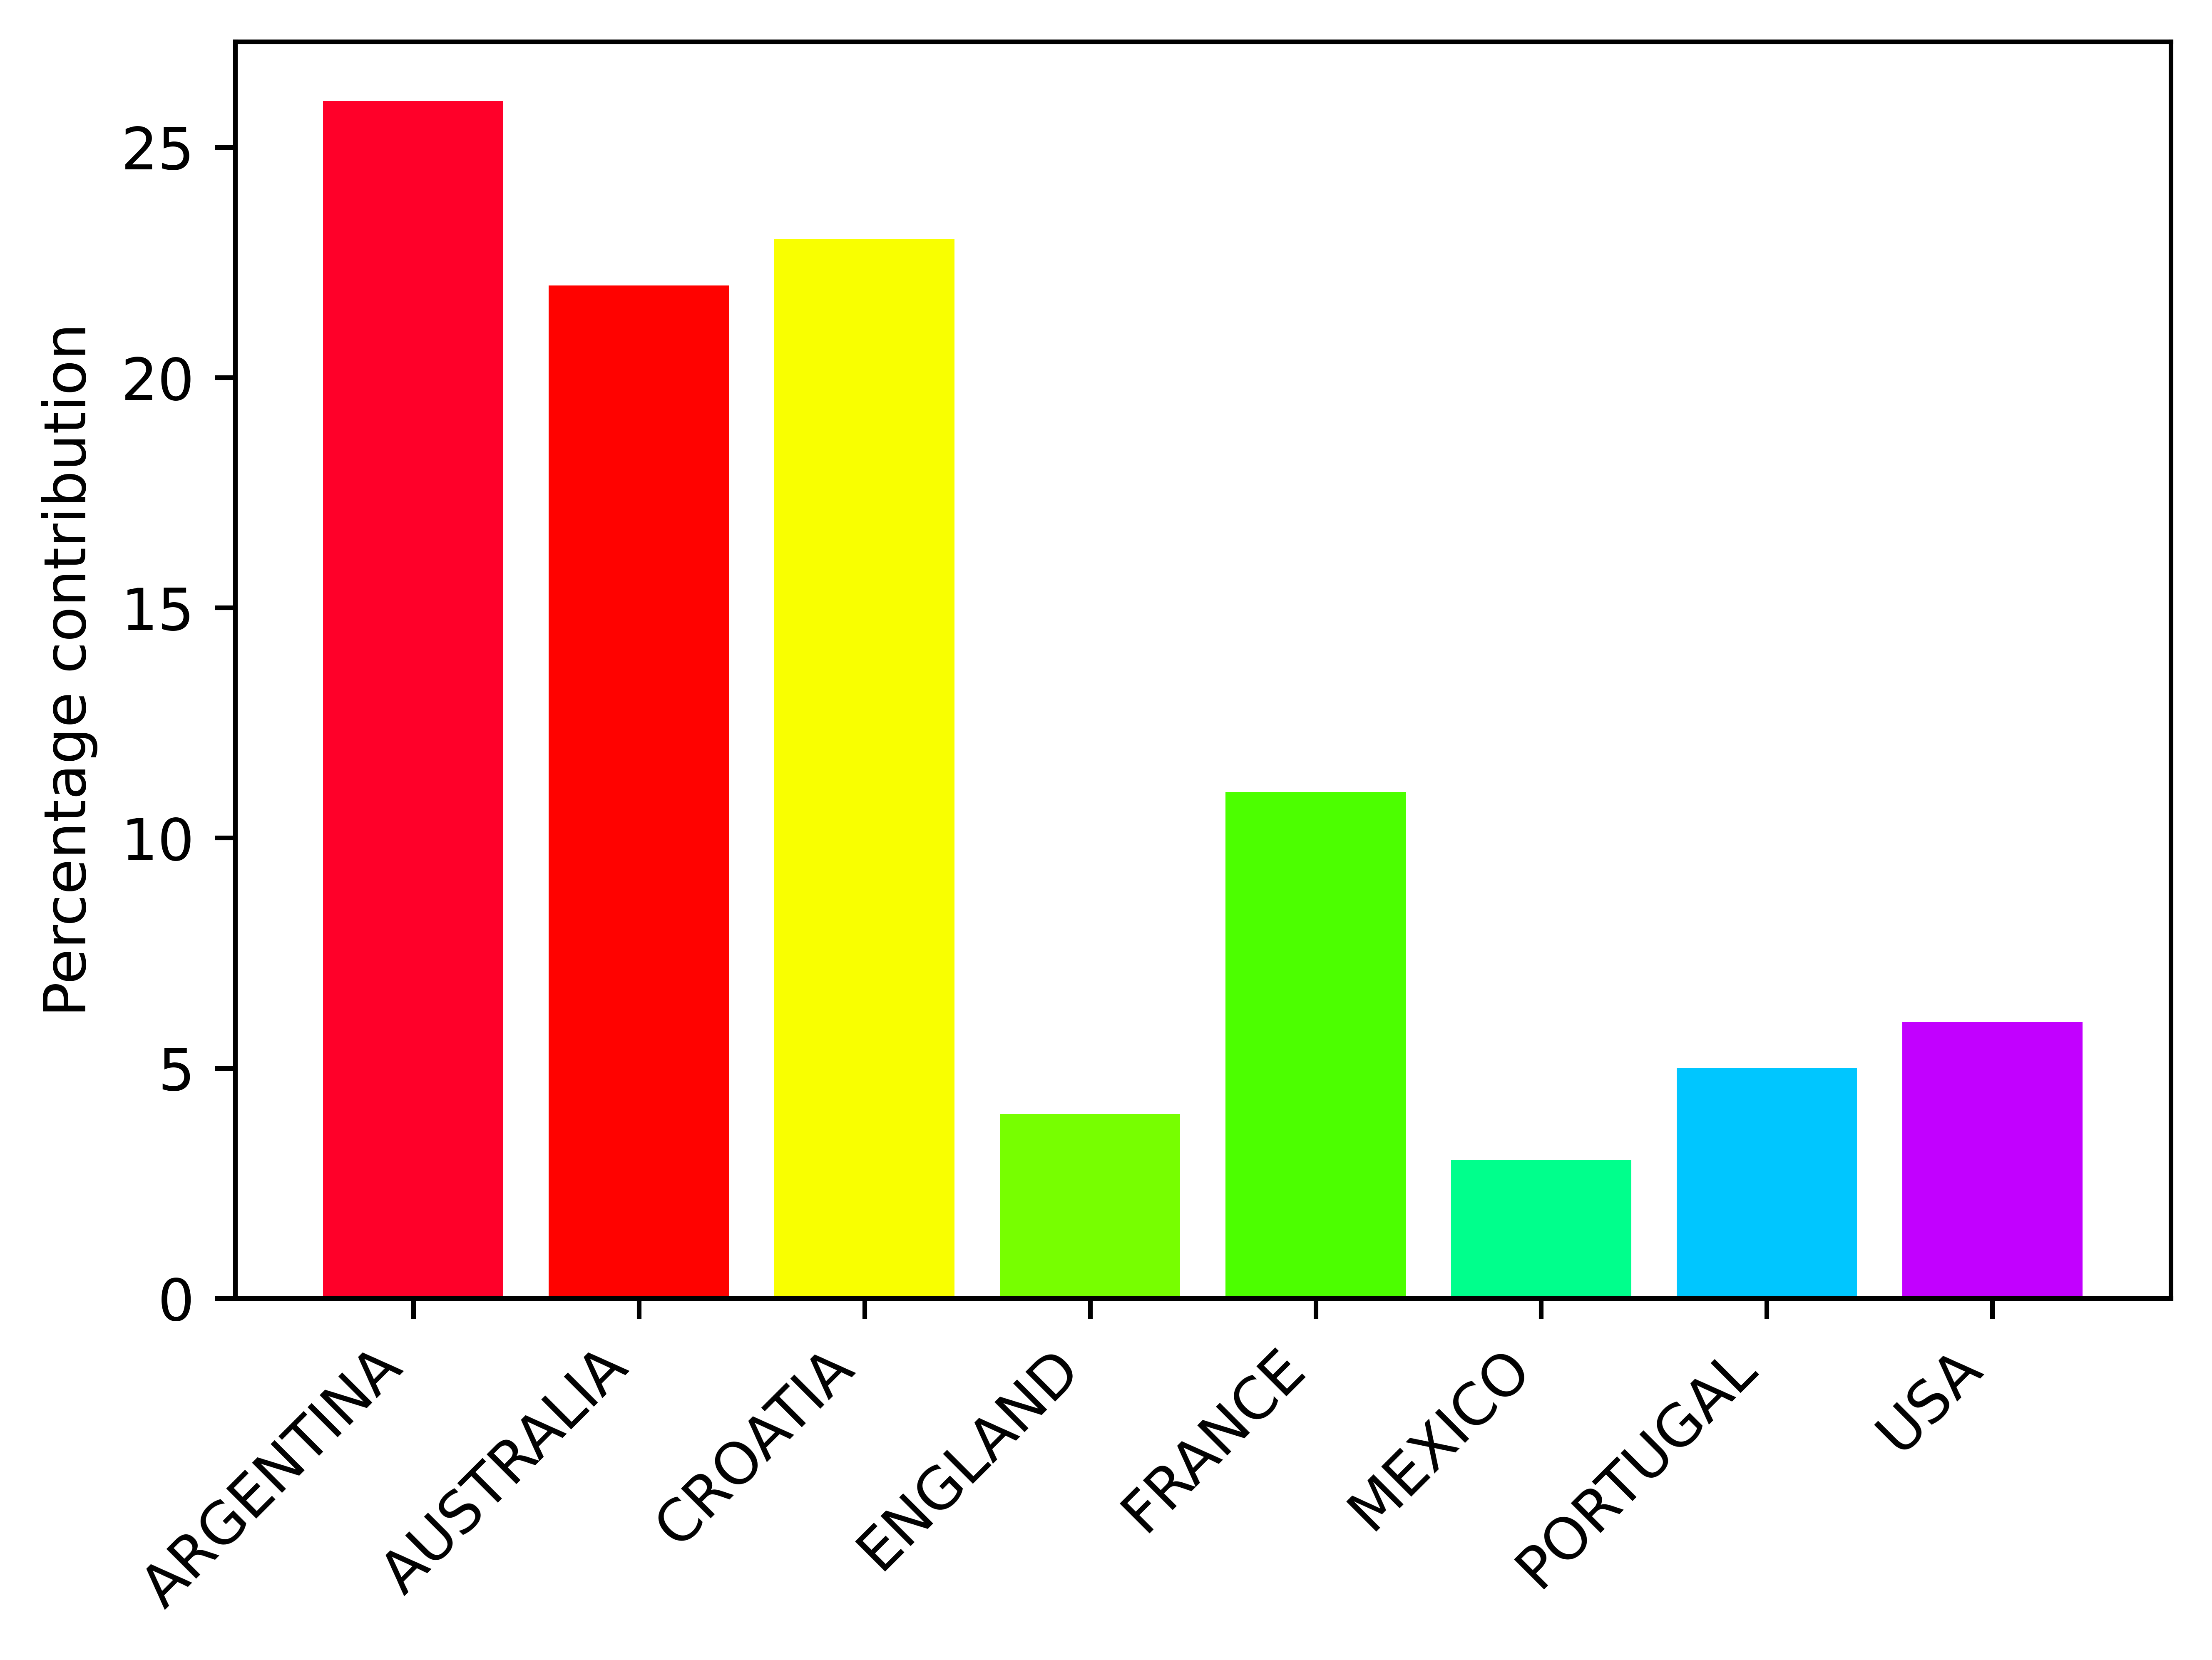 Percentage contribution
25
20
15
10
5
0
ARGENTINA
AUSTRALIA
CROATIA
ENGLAND
FRANCE
MEXICO
PORTUGAL
USA